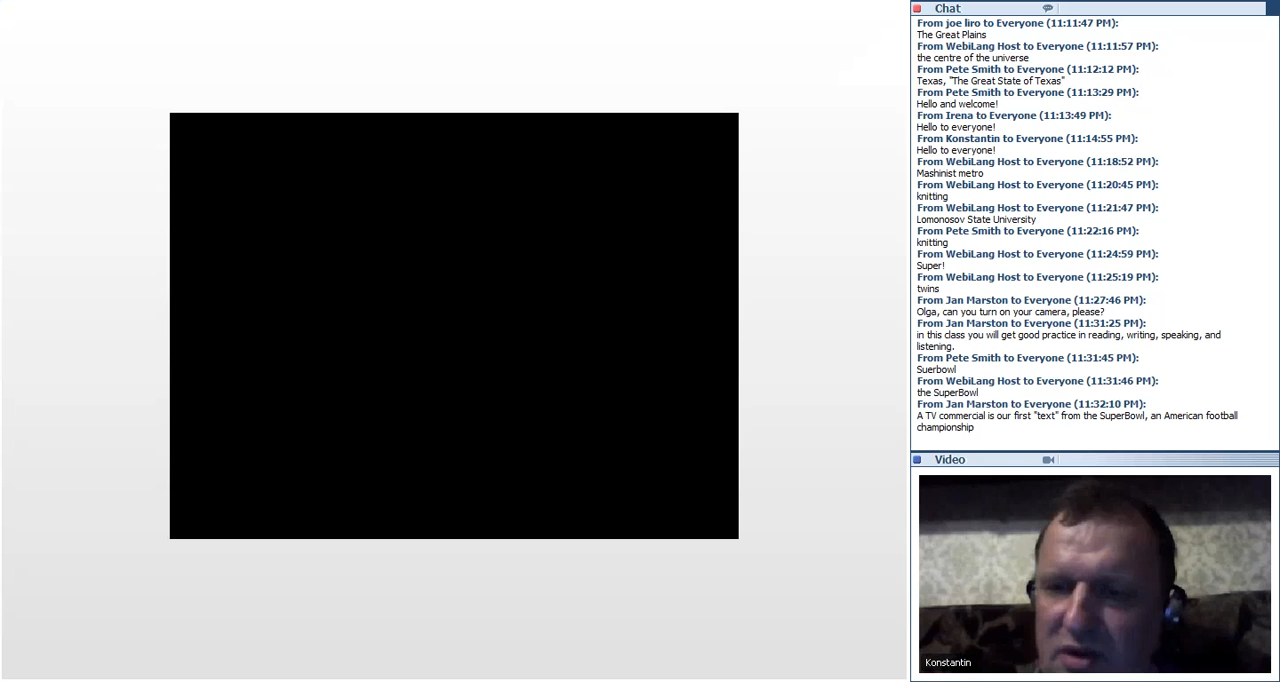 Chat
From joe liro to Everyone (11:11:47 PM):
The Great Plains
From WebiLang Host to Everyone (11:11:57 PM):
the centre of the universe
From Pete Smith to Everyone (11:12:12 PM):
Texas, "The Great State of Texas"
From Pete Smith to Everyone (11:13:29 PM):
Hello and welcome!
From Irena to Everyone (11:13:49 PM):
Hello to everyone!
From Konstantin to Everyone (11:14:55 PM):
Hello to everyone!
From WebiLang Host to Everyone (11:18:52 PM):
Mashinist metro
From WebiLang Host to Everyone (11:20:45 PM):
knitting
From WebiLang Host to Everyone (11:21:47 PM):
Lomonosov State University
From Pete Smith to Everyone (11:22:16 PM):
knitting
From WebiLang Host to Everyone (11:24:59 PM):
Super!
From WebiLang Host to Everyone (11:25:19 PM):
twins
From Jan Marston to Everyone (11:27:46 PM):
Olga, can you turn on your camera, please?
From Jan Marston to Everyone (11:31:25 PM):
in this class you will get good practice in reading, writing, speaking, and
listening.
From Pete Smith to Everyone (11:31:45 PM):
Suerbowl
From WebiLang Host to Everyone (11:31:46 PM):
the SuperBowl
From Jan Marston to Everyone (11:32:10 PM):
A TV commercial is our first "text" from the SuperBowl, an American football
championship
Video
Konstantin